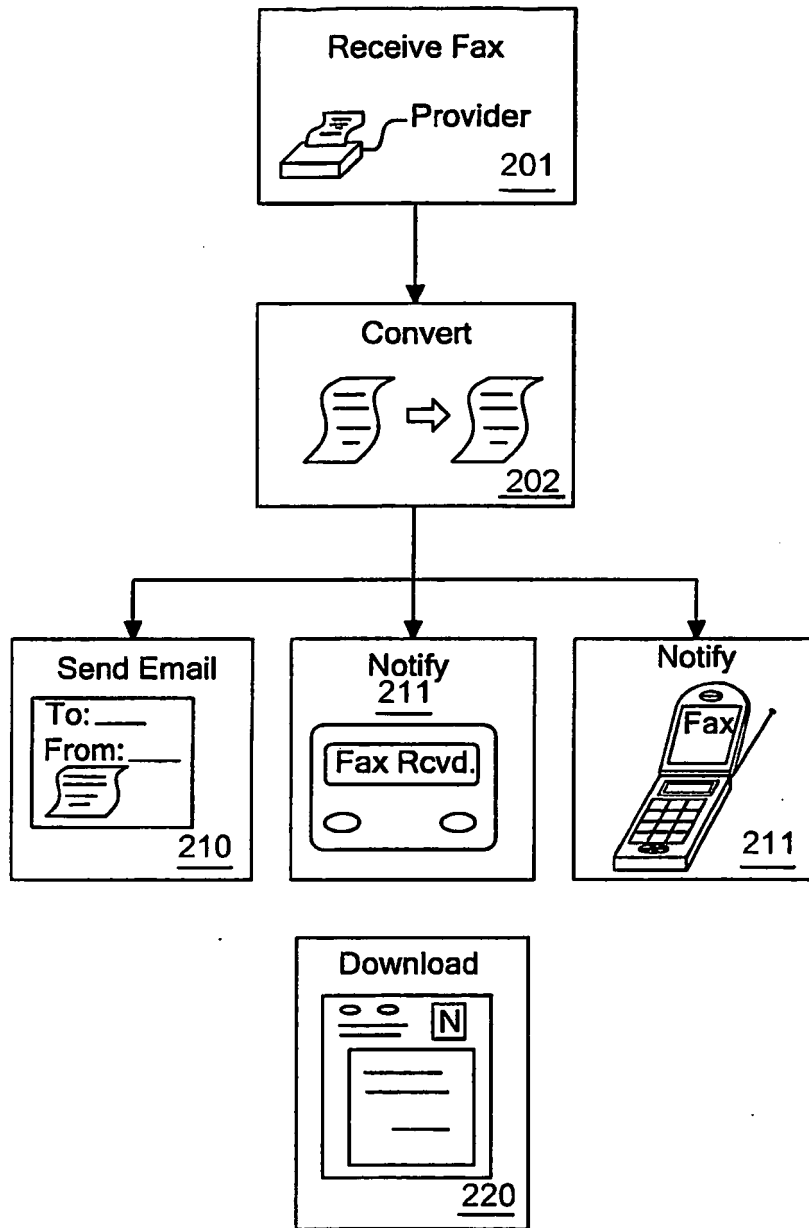 Receive Fax
Provider
201
Convert
202
Send Email
To:
From:
210
Notify
211
Fax Rcvd.
Notify
Fax
211
Download
N
220